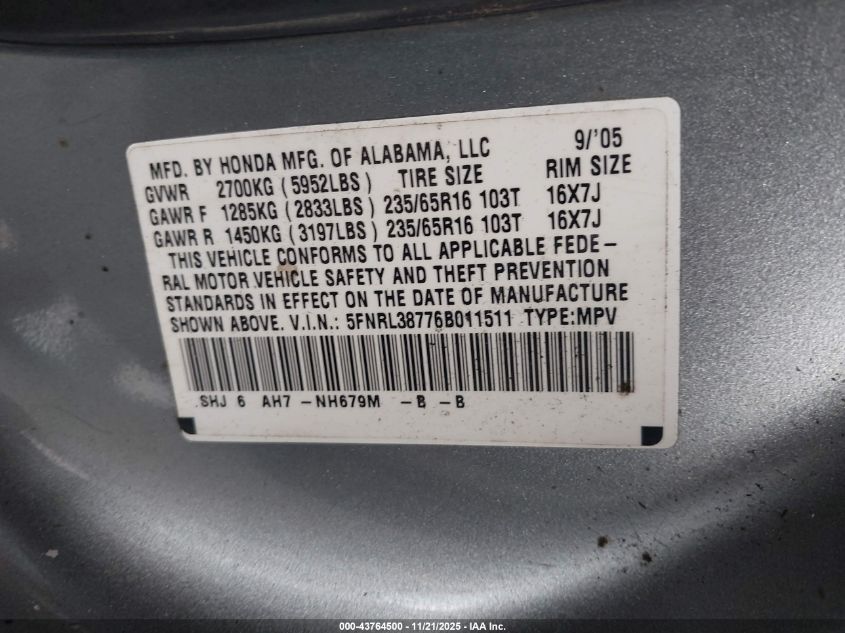 MFD. BY HONDA MFG. OF ALABAMA, LLC 9/'05
GVWR 2700KG (5952LBS) TIRE SIZE RIM SIZE
GAWR F 1285KG (2833LBS) 235/65R16 103T 16X7J
GAWR R 1450KG (3197LBS) 235/65R16 103T 16X7J
THIS VEHICLE CONFORMS TO ALL APPLICABLE FEDE-
RAL MOTOR VEHICLE SAFETY AND THEFT PREVENTION
STANDARDS IN EFFECT ON THE DATE OF MANUFACTURE
SHOWN ABOVE. V.I.N.: 5FNRL38776B011511 TYPE:MPV
SHJ 6 AH7 -NH679M -B -B
000-43764500 - 11/21/2025 - IAA Inc.